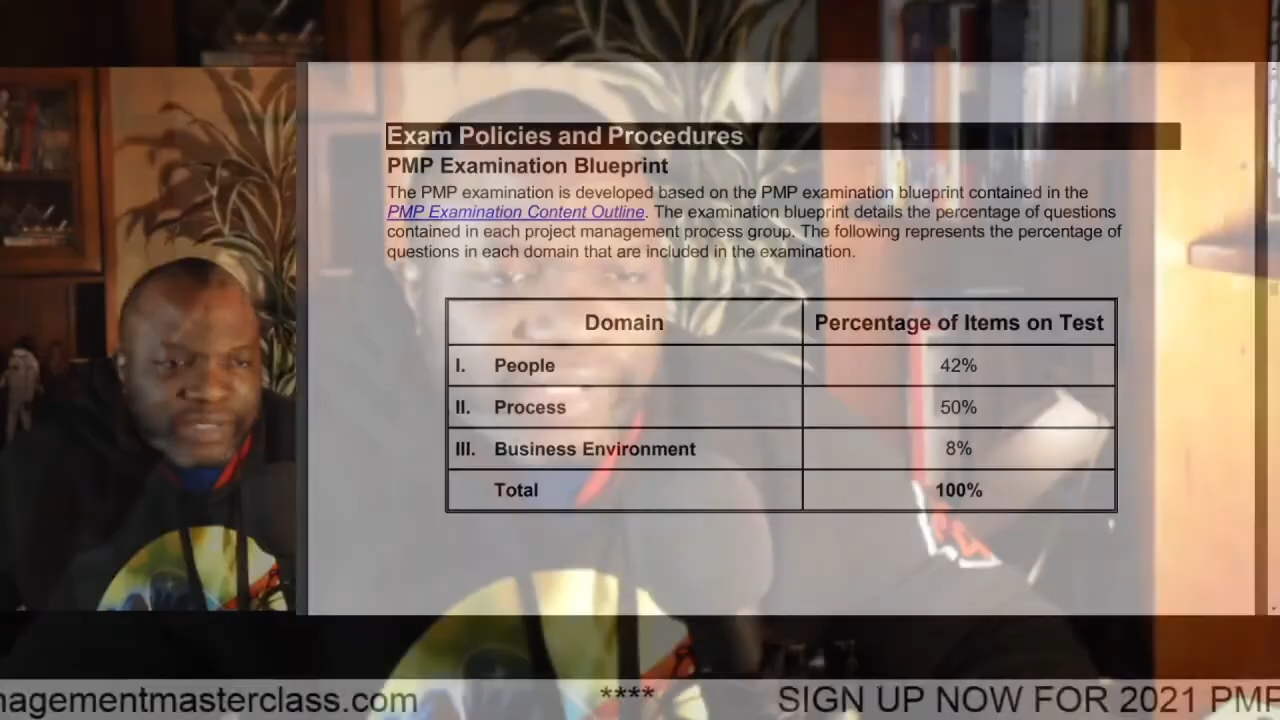 Exam Policies and Procedures
PMP Examination Blueprint
The PMP examination is developed based on the PMP examination blueprint contained in the
PMP Examination Content Outline. The examination blueprint details the percentage of questions
contained in each project management process group. The following represents the percentage of
questions in each domain that are included in the examination.
Domain Percentage of Items on Test
I. People 42%
II. Process 50%
III. Business Environment 8%
Total 100%
nagementmasterclass.com **** SIGN UP NOW FOR 2021 PMP